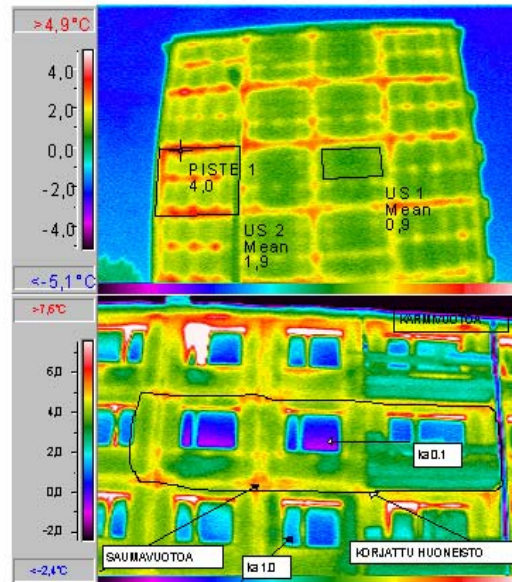 >4,9°C
4,0
2,0
0,0
-2,0
-4,0
<-5,1°C
PISTE 1
4,0
US 2
Mean
1,9
US 1
Mean
0,9
>7,6°C
6,0
4,0
2,0
0,0
-2,0
<-2,4°C
KARMIVUOTOA
ka 0.1
SAUMAVUOTOA
ka 1,0
KORJATTU HUONEISTO